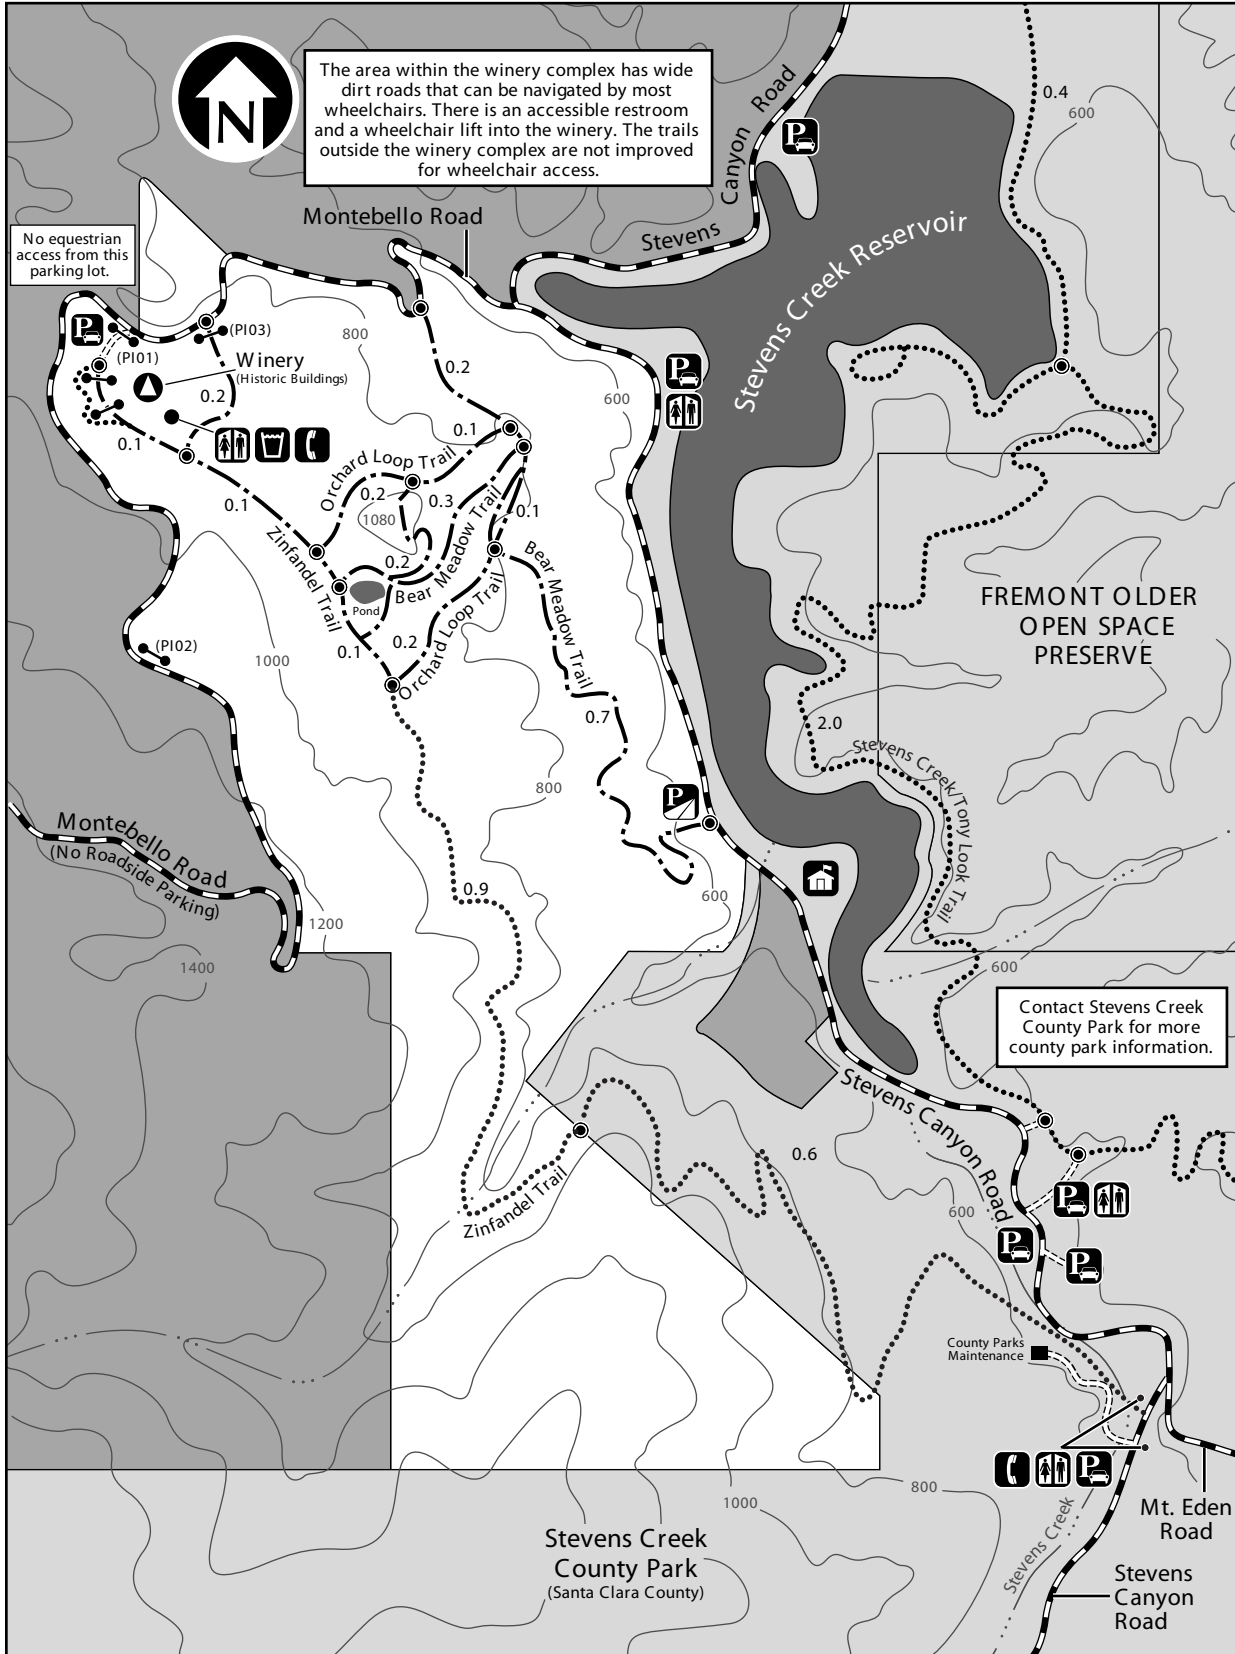 The area within the winery complex has wide
dirt roads that can be navigated by most
wheelchairs. There is an accessible restroom
and a wheelchair lift into the winery. The trails
outside the winery complex are not improved
for wheelchair access.
N
Stevens Canyon Road
P
0.4
600
Montebello Road
No equestrian
access from this
parking lot.
Stevens Creek Reservoir
P
(PI03)
(PI01)
Winery
(Historic Buildings)
800
0.2
0.2
600
P
0.1
0.1
0.1
Orchard Loop Trail
0.2
0.3
1080
0.1
Zinfandel Trail
0.2
Bear Meadow Trail
Pond
Bear Meadow Trail
0.1
0.2
Orchard Loop Trail
FREMONT OLDER
OPEN SPACE
PRESERVE
(PI02)
1000
0.7
2.0
Stevens Creek/Tony Look Trail
800
P
Montebello Road
(No Roadside Parking)
0.9
600
1200
1400
600
Contact Stevens Creek
County Park for more
county park information.
Stevens Canyon Road
0.6
Zinfandel Trail
600
P
P
P
County Parks
Maintenance
P
800
1000
Mt. Eden
Road
Stevens Creek
County Park
(Santa Clara County)
Stevens Creek
Stevens
Canyon
Road